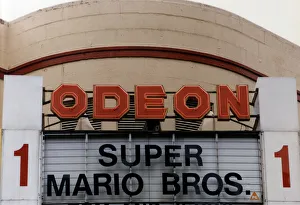 ODEON
1 SUPER 1
MARIO BROS.